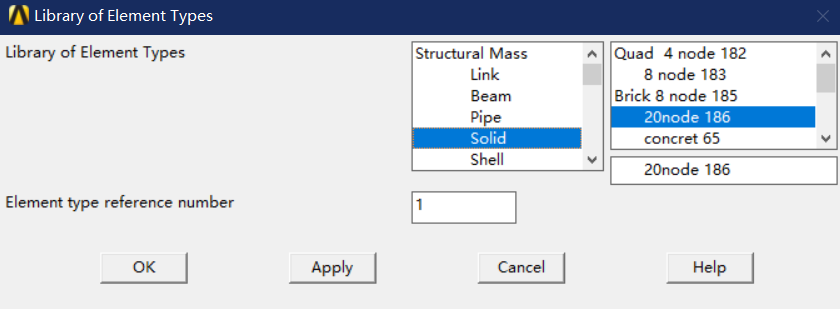 Library of Element Types
Library of Element Types
Structural Mass
Link
Beam
Pipe
Solid
Shell
Quad 4 node 182
8 node 183
Brick 8 node 185
20node 186
concret 65
20node 186
Element type reference number
1
OK Apply Cancel Help